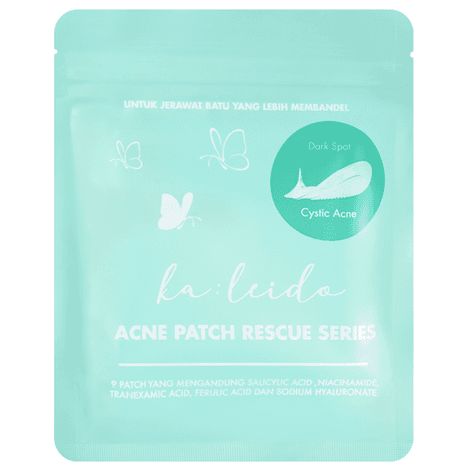 UNTUK JERAWAT BATU YANG LEBIH MEMBANDEL
Dark Spot
Cystic Acne
ka:leido
ACNE PATCH RESCUE SERIES
9 PATCH YANG MENGANDUNG SALICYLIC ACID ,NIACINAMIDE,
TRANEXAMIC ACID, FERULIC ACID DAN SODIUM HYALURONATE